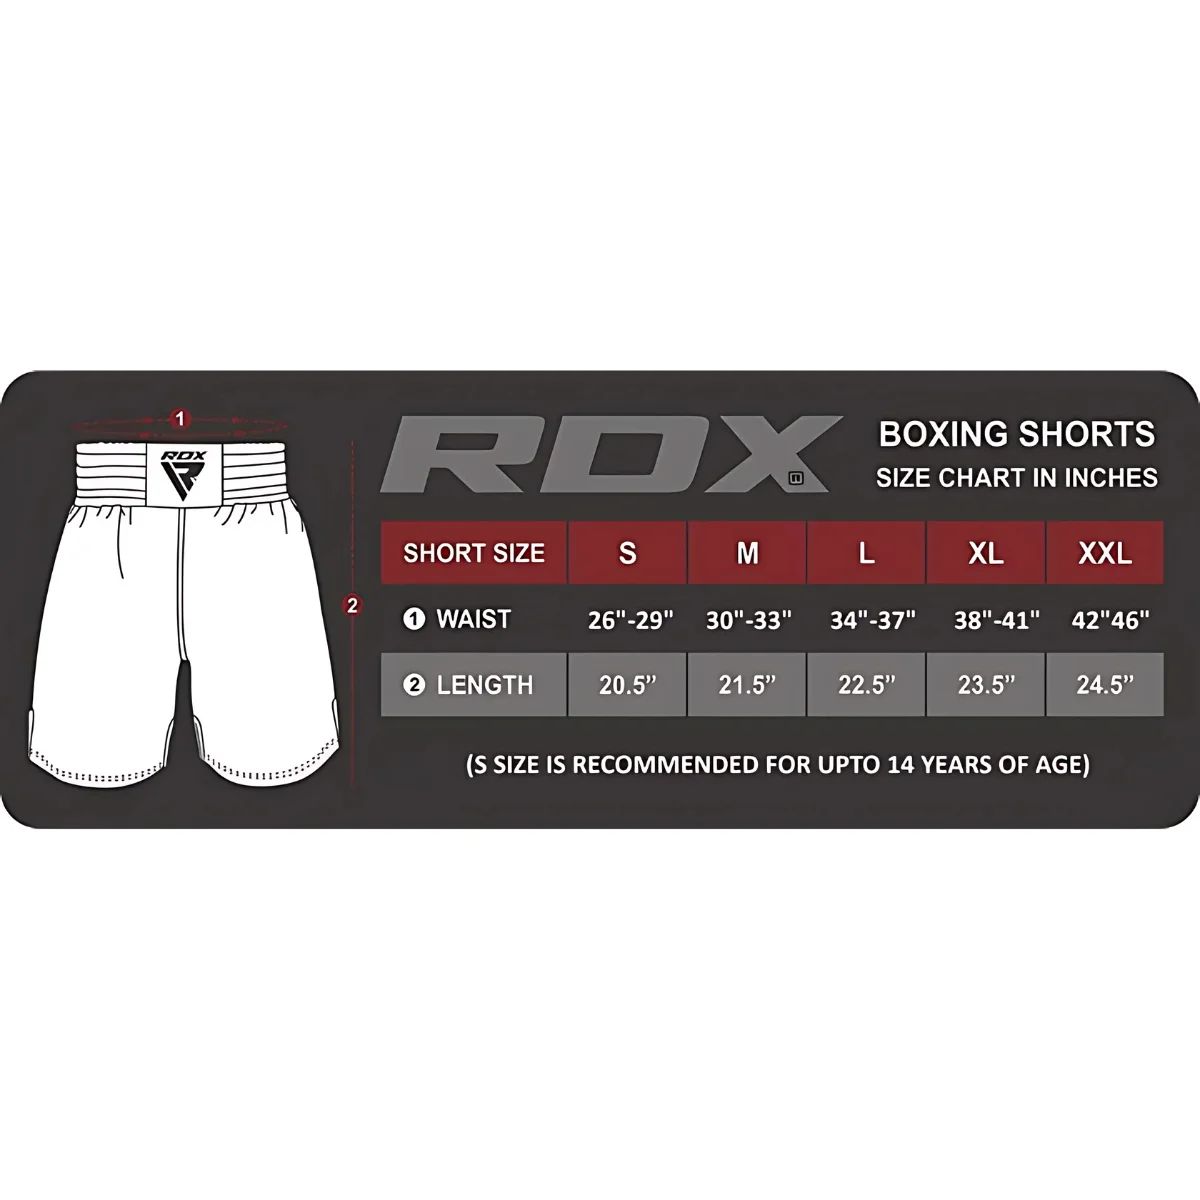 1
RDX
2
RDX
BOXING SHORTS
SIZE CHART IN INCHES
SHORT SIZE S M L XL XXL
1 WAIST 26"-29" 30"-33" 34"-37" 38"-41" 42"46"
2 LENGTH 20.5” 21.5” 22.5” 23.5” 24.5”
(S SIZE IS RECOMMENDED FOR UPTO 14 YEARS OF AGE)